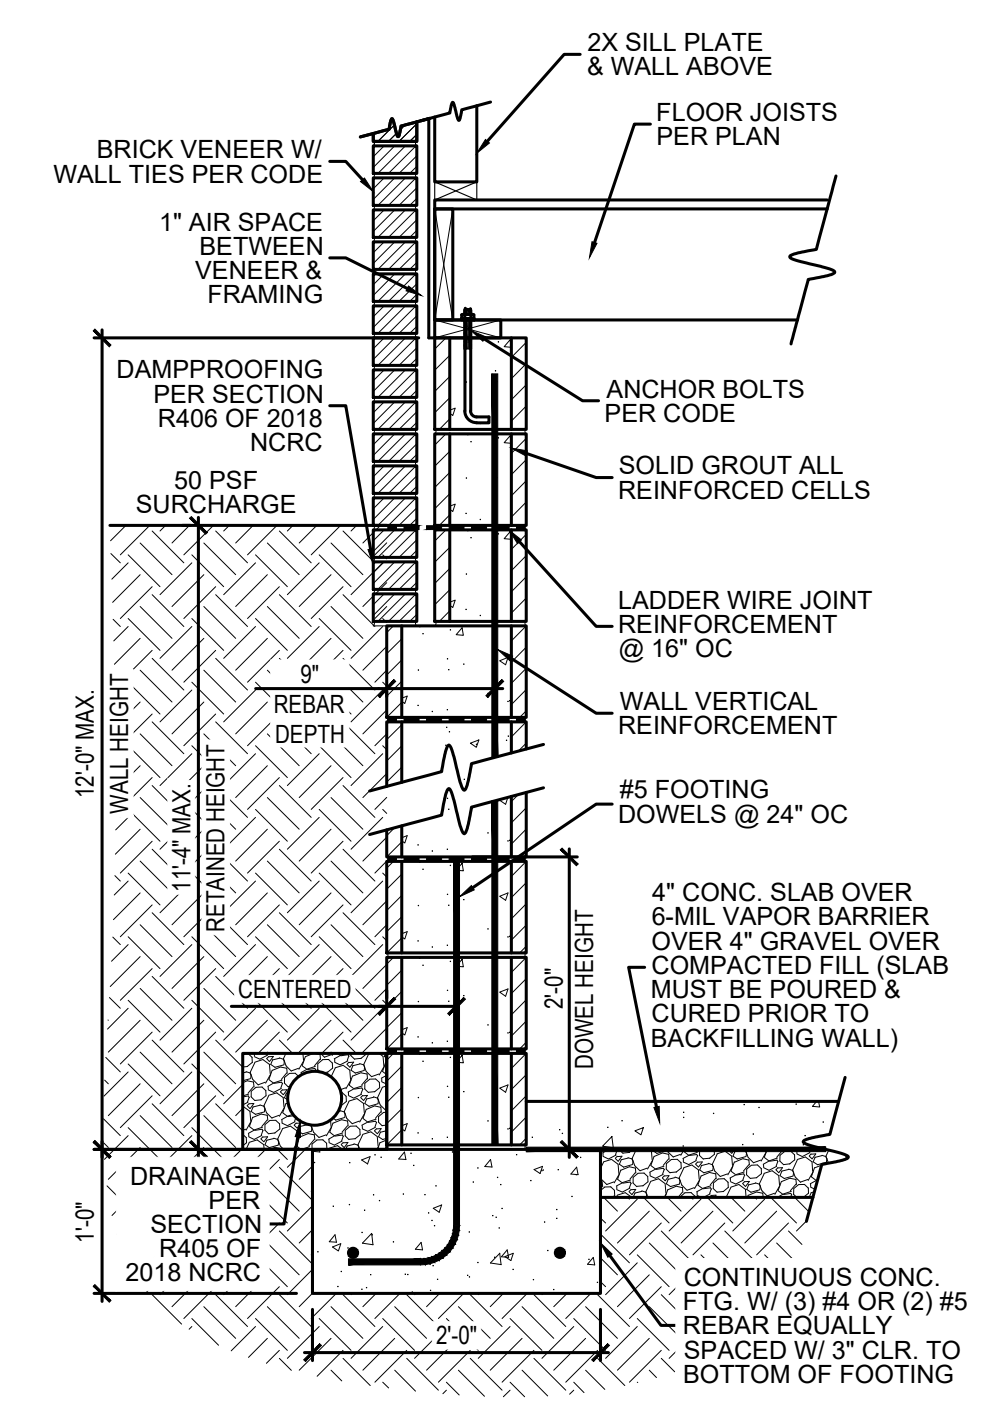 2X SILL PLATE
& WALL ABOVE
FLOOR JOISTS
PER PLAN
BRICK VENEER W/
WALL TIES PER CODE
1" AIR SPACE
BETWEEN
VENEER &
FRAMING
DAMPPROOFING
PER SECTION
R406 OF 2018
NCRC
ANCHOR BOLTS
PER CODE
50 PSF
SURCHARGE
SOLID GROUT ALL
REINFORCED CELLS
LADDER WIRE JOINT
REINFORCEMENT
@ 16" OC
9"
REBAR
DEPTH
WALL VERTICAL
REINFORCEMENT
12'-0" MAX.
WALL HEIGHT
11'-4" MAX.
RETAINED HEIGHT
#5 FOOTING
DOWELS @ 24" OC
4" CONC. SLAB OVER
6-MIL VAPOR BARRIER
OVER 4" GRAVEL OVER
COMPACTED FILL (SLAB
MUST BE POURED &
CURED PRIOR TO
BACKFILLING WALL)
CENTERED
2'-0"
DOWEL HEIGHT
DRAINAGE
PER
SECTION
R405 OF
2018 NCRC
1'-0"
2'-0"
CONTINUOUS CONC.
FTG. W/ (3) #4 OR (2) #5
REBAR EQUALLY
SPACED W/ 3" CLR. TO
BOTTOM OF FOOTING